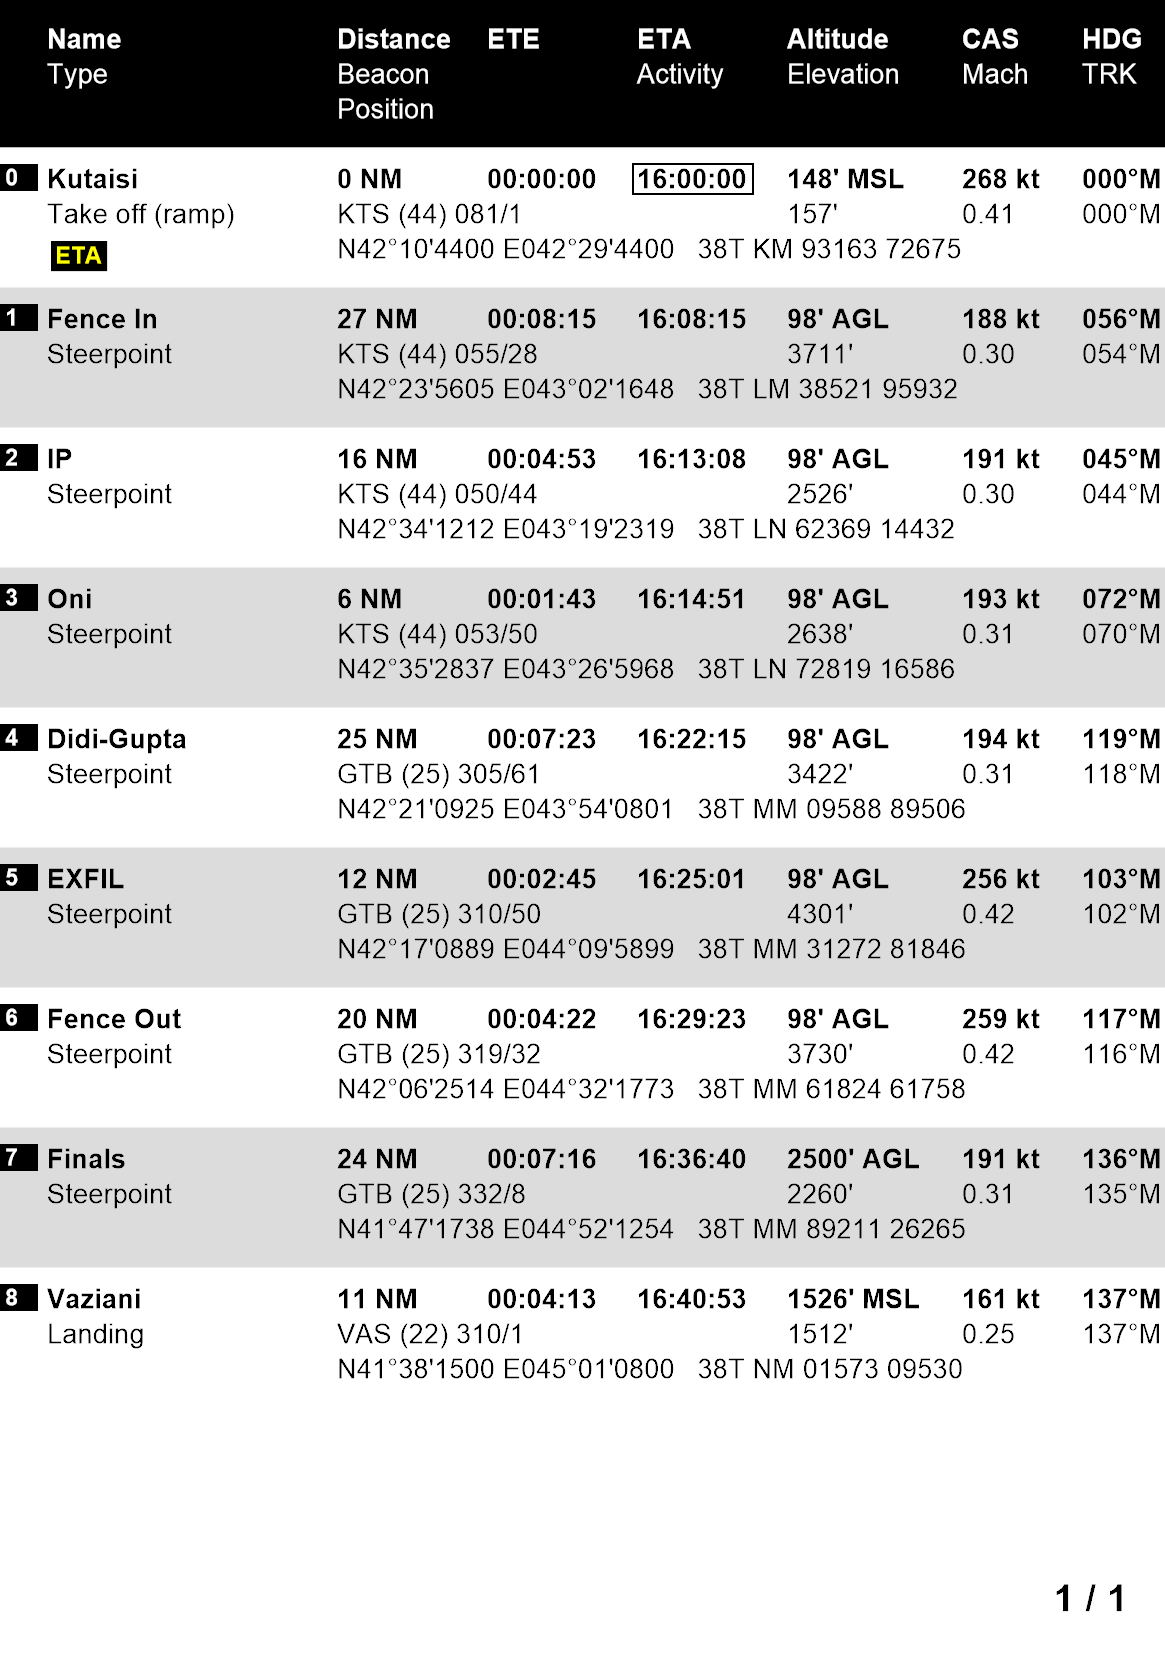 Name Distance ETE ETA Altitude CAS HDG
Type Beacon Activity Elevation Mach TRK
Position
0 Kutaisi 0 NM 00:00:00 16:00:00 148' MSL 268 kt 000°M
Take off (ramp) KTS (44) 081/1 157' 0.41 000°M
ETA N42°10'4400 E042°29'4400 38T KM 93163 72675
1 Fence In 27 NM 00:08:15 16:08:15 98' AGL 188 kt 056°M
Steerpoint KTS (44) 055/28 3711' 0.30 054°M
N42°23'5605 E043°02'1648 38T LM 38521 95932
2 IP 16 NM 00:04:53 16:13:08 98' AGL 191 kt 045°M
Steerpoint KTS (44) 050/44 2526' 0.30 044°M
N42°34'1212 E043°19'2319 38T LN 62369 14432
3 Oni 6 NM 00:01:43 16:14:51 98' AGL 193 kt 072°M
Steerpoint KTS (44) 053/50 2638' 0.31 070°M
N42°35'2837 E043°26'5968 38T LN 72819 16586
4 Didi-Gupta 25 NM 00:07:23 16:22:15 98' AGL 194 kt 119°M
Steerpoint GTB (25) 305/61 3422' 0.31 118°M
N42°21'0925 E043°54'0801 38T MM 09588 89506
5 EXFIL 12 NM 00:02:45 16:25:01 98' AGL 256 kt 103°M
Steerpoint GTB (25) 310/50 4301' 0.42 102°M
N42°17'0889 E044°09'5899 38T MM 31272 81846
6 Fence Out 20 NM 00:04:22 16:29:23 98' AGL 259 kt 117°M
Steerpoint GTB (25) 319/32 3730' 0.42 116°M
N42°06'2514 E044°32'1773 38T MM 61824 61758
7 Finals 24 NM 00:07:16 16:36:40 2500' AGL 191 kt 136°M
Steerpoint GTB (25) 332/8 2260' 0.31 135°M
N41°47'1738 E044°52'1254 38T MM 89211 26265
8 Vaziani 11 NM 00:04:13 16:40:53 1526' MSL 161 kt 137°M
Landing VAS (22) 310/1 1512' 0.25 137°M
N41°38'1500 E045°01'0800 38T NM 01573 09530
1 / 1